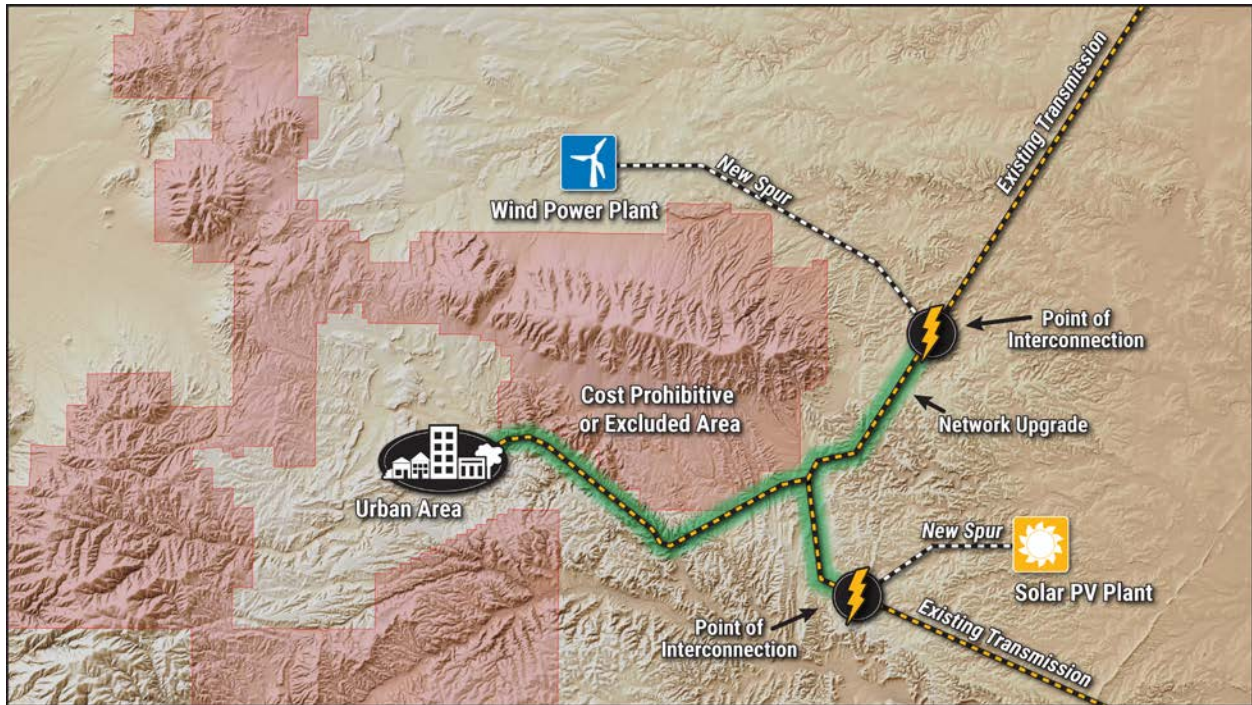 Existing Transmission
New Spur
Wind Power Plant
Point of
Interconnection
Cost Prohibitive
or Excluded Area
Network Upgrade
Urban Area
New Spur
Solar PV Plant
Point of
Interconnection
Existing Transmission